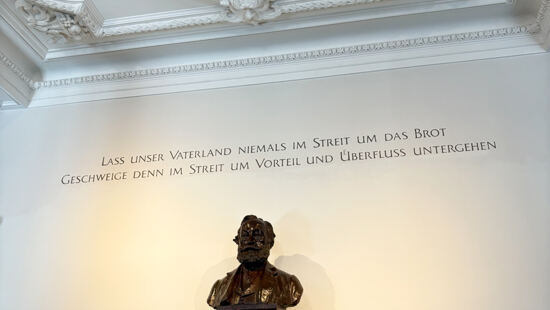 Lass unser Vaterland niemals im Streit um das Brot
Geschweige denn im Streit um Vorteil und Überfluss untergehen